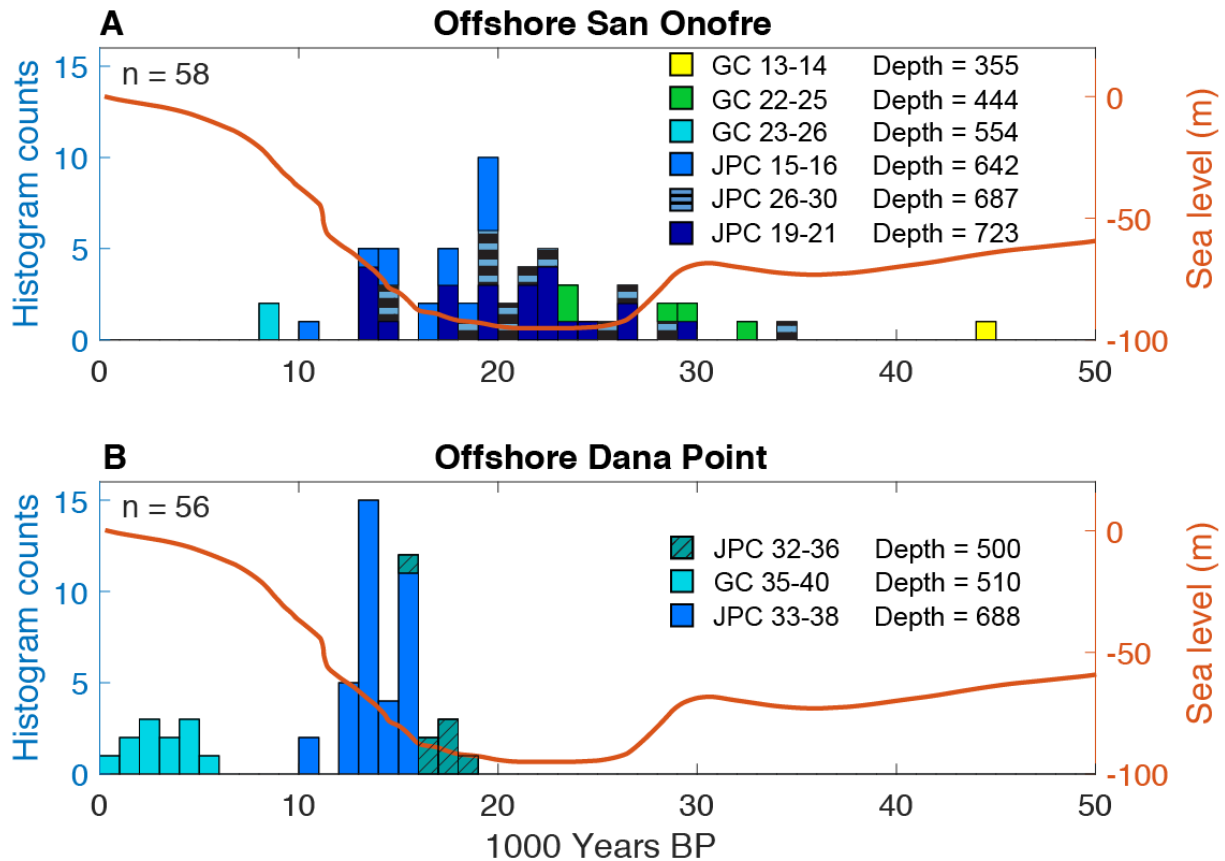 A Offshore San Onofre
n = 58
Histogram counts
15
10
5
0
GC 13-14 Depth = 355
GC 22-25 Depth = 444
GC 23-26 Depth = 554
JPC 15-16 Depth = 642
JPC 26-30 Depth = 687
JPC 19-21 Depth = 723
0
-50
-100
Sea level (m)
0 10 20 30 40 50
B Offshore Dana Point
n = 56
Histogram counts
15
10
5
0
JPC 32-36 Depth = 500
GC 35-40 Depth = 510
JPC 33-38 Depth = 688
0
-50
-100
Sea level (m)
0 10 20 30 40 50
1000 Years BP